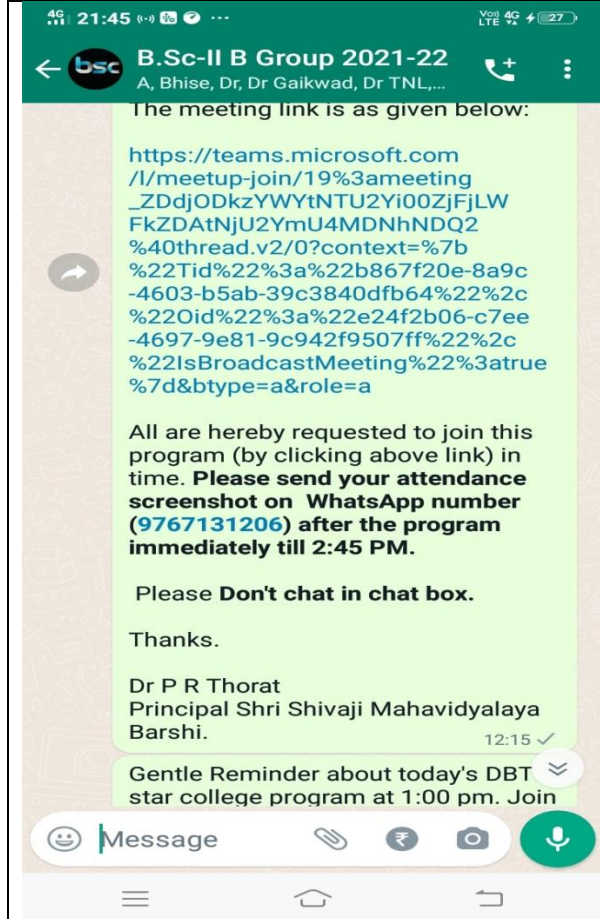 4G 21:45 ...
Voo 4G 27
LTE
← bsc B.Sc-II B Group 2021-22
A, Bhise, Dr, Dr Gaikwad, Dr TNL,...
The meeting link is as given below:
https://teams.microsoft.com
/l/meetup-join/19%3ameeting
_ZDdjODkzYWYtNTU2Yi00ZjFjLW
FkZDAtNjU2YmU4MDNhNDQ2
%40thread.v2/0?context=%7b
%22Tid%22%3a%22b867f20e-8a9c
-4603-b5ab-39c3840dfb64%22%2c
%22Oid%22%3a%22e24f2b06-c7ee
-4697-9e81-9c942f9507ff%22%2c
%22IsBroadcastMeeting%22%3atrue
%7d&btype=a&role=a
All are hereby requested to join this
program (by clicking above link) in
time. Please send your attendance
screenshot on WhatsApp number
(9767131206) after the program
immediately till 2:45 PM.
Please Don't chat in chat box.
Thanks.
Dr P R Thorat
Principal Shri Shivaji Mahavidyalaya
Barshi.
12:15
Gentle Reminder about today's DBT
star college program at 1:00 pm. Join
Message
₹